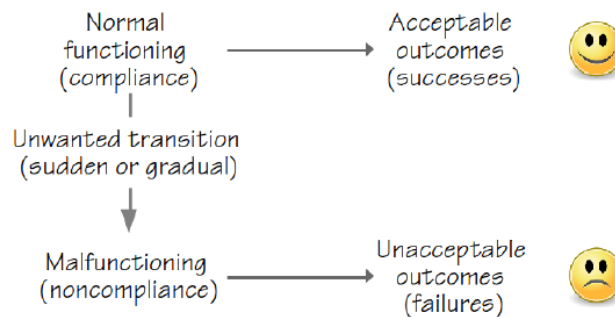 Normal
functioning
(compliance)
Acceptable
outcomes
(successes)
Unwanted transition
(sudden or gradual)
Malfunctioning
(noncompliance)
Unacceptable
outcomes
(failures)